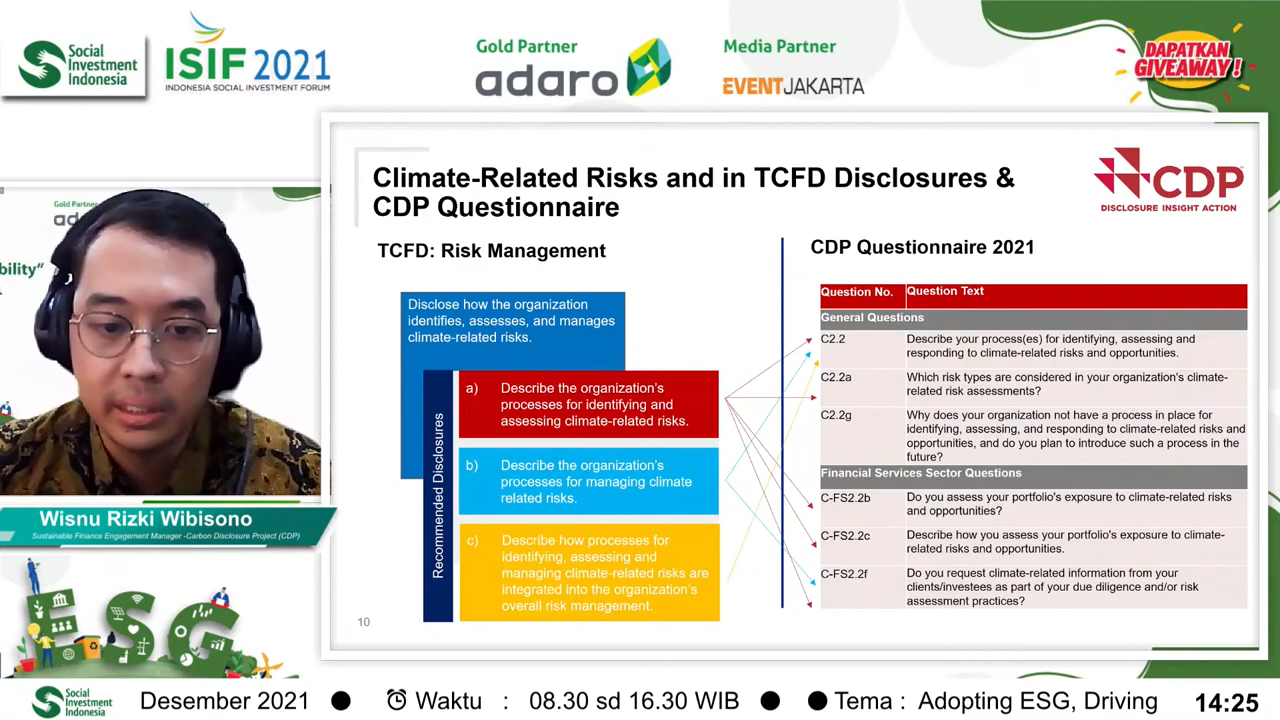 Social
Investment
Indonesia
ISIF 2021
INDONESIA SOCIAL INVESTMENT FORUM
Gold Partner
adaro
Media Partner
EVENTJAKARTA
DAPATKAN
GIVEAWAY !
Climate-Related Risks and in TCFD Disclosures &
CDP Questionnaire
CDP
DISCLOSURE INSIGHT ACTION
TCFD: Risk Management
Disclose how the organization
identifies, assesses, and manages
climate-related risks.
Recommended Disclosures
a) Describe the organization's
processes for identifying and
assessing climate-related risks.
b) Describe the organization's
processes for managing climate
related risks.
c) Describe how processes for
identifying, assessing and
managing climate-related risks are
integrated into the organization's
overall risk management.
10
CDP Questionnaire 2021
Question No. Question Text
General Questions
C2.2 Describe your process(es) for identifying, assessing and
responding to climate-related risks and opportunities.
C2.2a Which risk types are considered in your organization's climate-
related risk assessments?
C2.2g Why does your organization not have a process in place for
identifying, assessing, and responding to climate-related risks and
opportunities, and do you plan to introduce such a process in the
future?
Financial Services Sector Questions
C-FS2.2b Do you assess your portfolio's exposure to climate-related risks
and opportunities?
C-FS2.2c Describe how you assess your portfolio's exposure to climate-
related risks and opportunities.
C-FS2.2f Do you request climate-related information from your
clients/investees as part of your due diligence and/or risk
assessment practices?
Gold Partner
ad
bility"
Wisnu Rizki Wibisono
Sustainable Finance Engagement Manager -Carbon Disclosure Project (CDP)
ESG
Social
Investment
Indonesia
Desember 2021 ● Waktu : 08.30 sd 16.30 WIB ● ● Tema : Adopting ESG, Driving
14:25